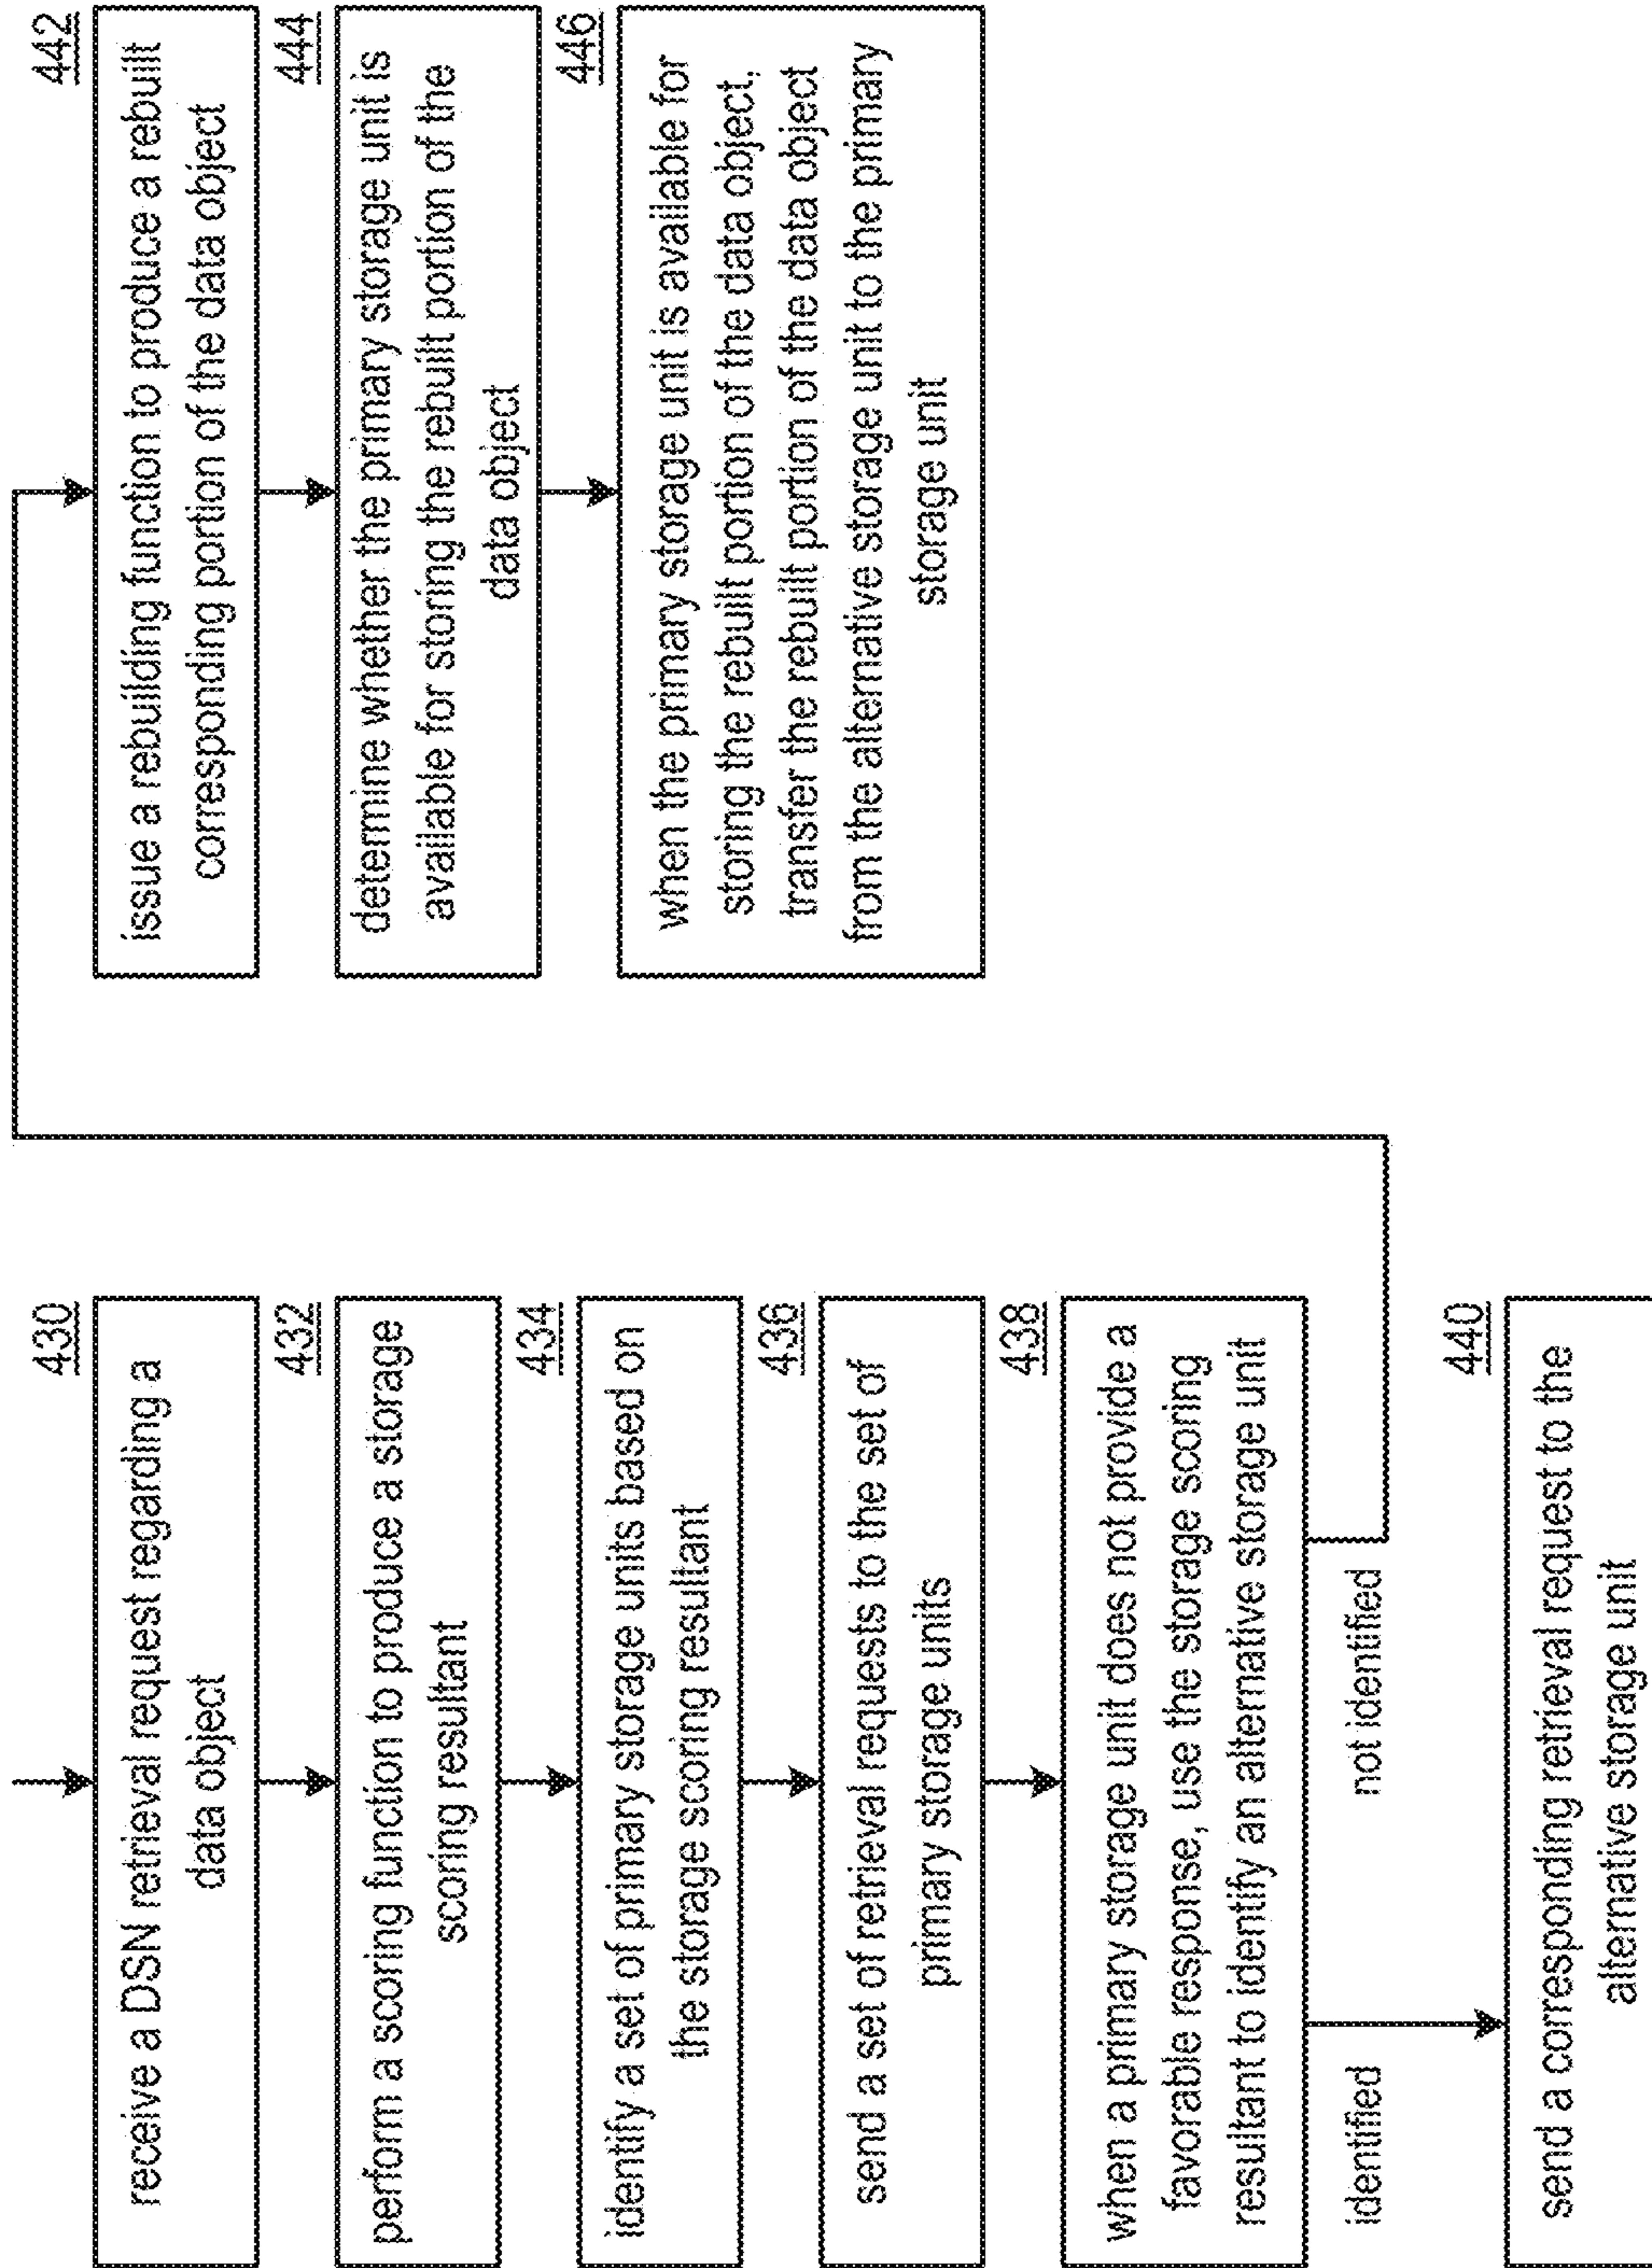 430
receive a DSN retrieval request regarding a
data object
432
perform a scoring function to produce a storage
scoring resultant
434
identify a set of primary storage units based on
the storage scoring resultant
436
send a set of retrieval requests to the set of
primary storage units
438
when a primary storage unit does not provide a
favorable response, use the storage scoring
resultant to identify an alternative storage unit
identified
not identified
440
send a corresponding retrieval request to the
alternative storage unit
442
issue a rebuilding function to produce a rebuilt
corresponding portion of the data object
444
determine whether the primary storage unit is
available for storing the rebuilt portion of the
data object
446
when the primary storage unit is available for
storing the rebuilt portion of the data object,
transfer the rebuilt portion of the data object
from the alternative storage unit to the primary
storage unit